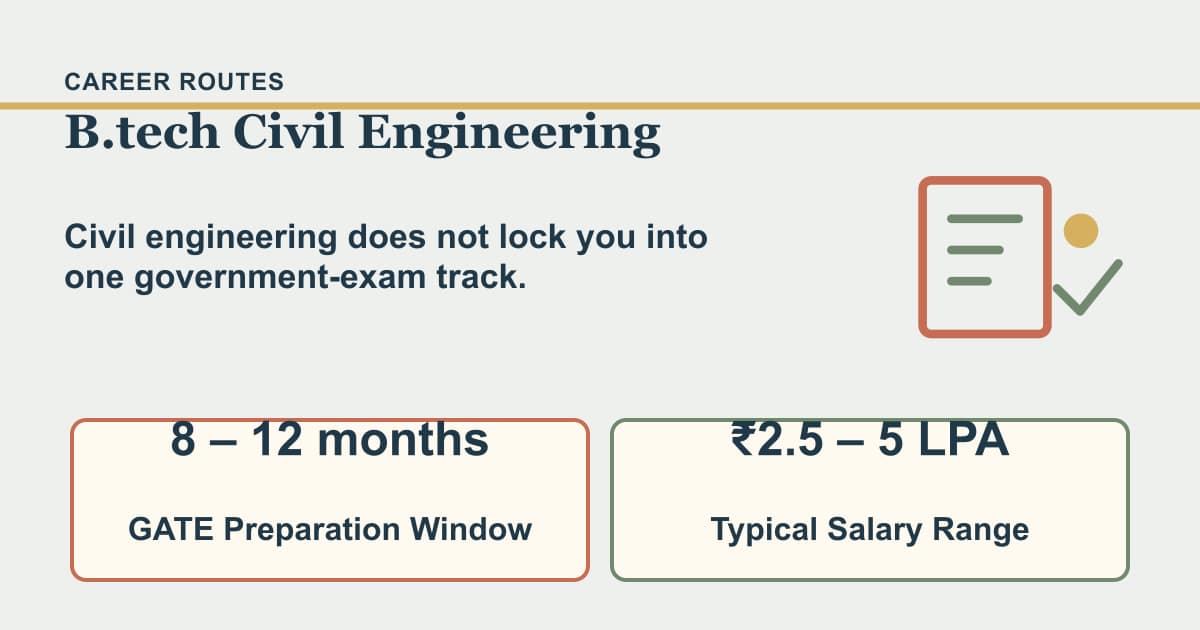 CAREER ROUTES
B.tech Civil Engineering
Civil engineering does not lock you into
one government-exam track.
8 – 12 months
GATE Preparation Window
₹2.5 – 5 LPA
Typical Salary Range